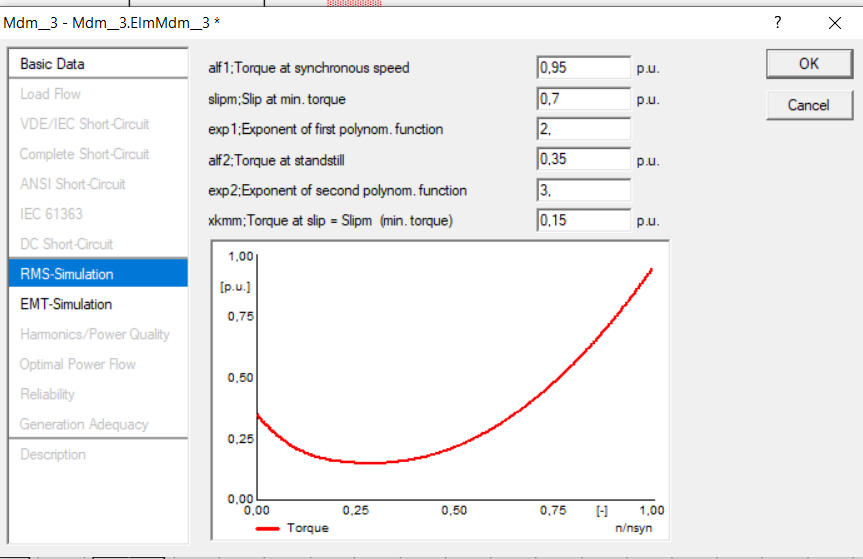 Mdm__3 - Mdm__3.ElmMdm__3 *
?
Basic Data
Load Flow
VDE/IEC Short-Circuit
Complete Short-Circuit
ANSI Short-Circuit
IEC 61363
DC Short-Circuit
RMS-Simulation
EMT-Simulation
Harmonics/Power Quality
Optimal Power Flow
Reliability
Generation Adequacy
Description
alf1;Torque at synchronous speed 0,95 p.u.
slipm;Slip at min. torque 0,7 p.u.
exp1;Exponent of first polynom. function 2,
alf2;Torque at standstill 0,35 p.u.
exp2;Exponent of second polynom. function 3,
xkmm;Torque at slip = Slipm (min. torque) 0,15 p.u.
OK
Cancel
1,00
[p.u.]
0,75
0,50
0,25
0,00
0,00 0,25 0,50 0,75 [-] 1,00
Torque n/nsyn